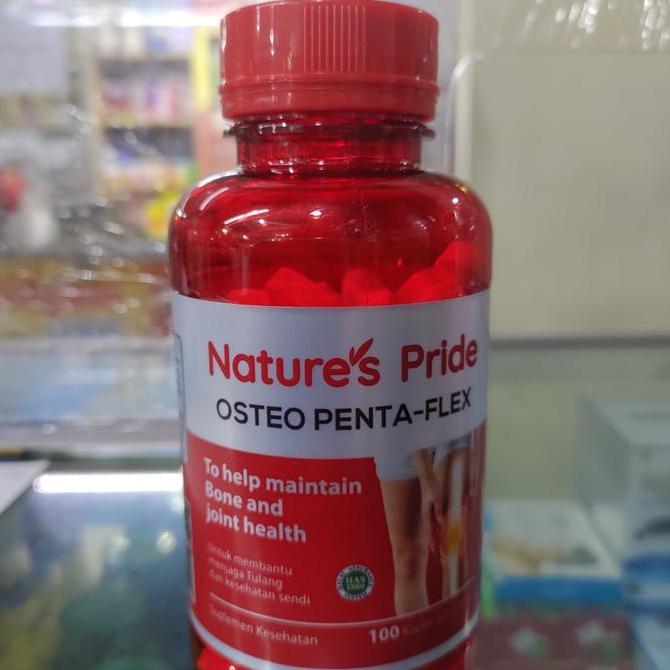 Nature's Pride
OSTEO PENTA-FLEX
To help maintain
Bone and
joint health
Untuk membantu
menjaga Tulang
dan kesehatan sendi
HAS
Suplemen Kesehatan
100